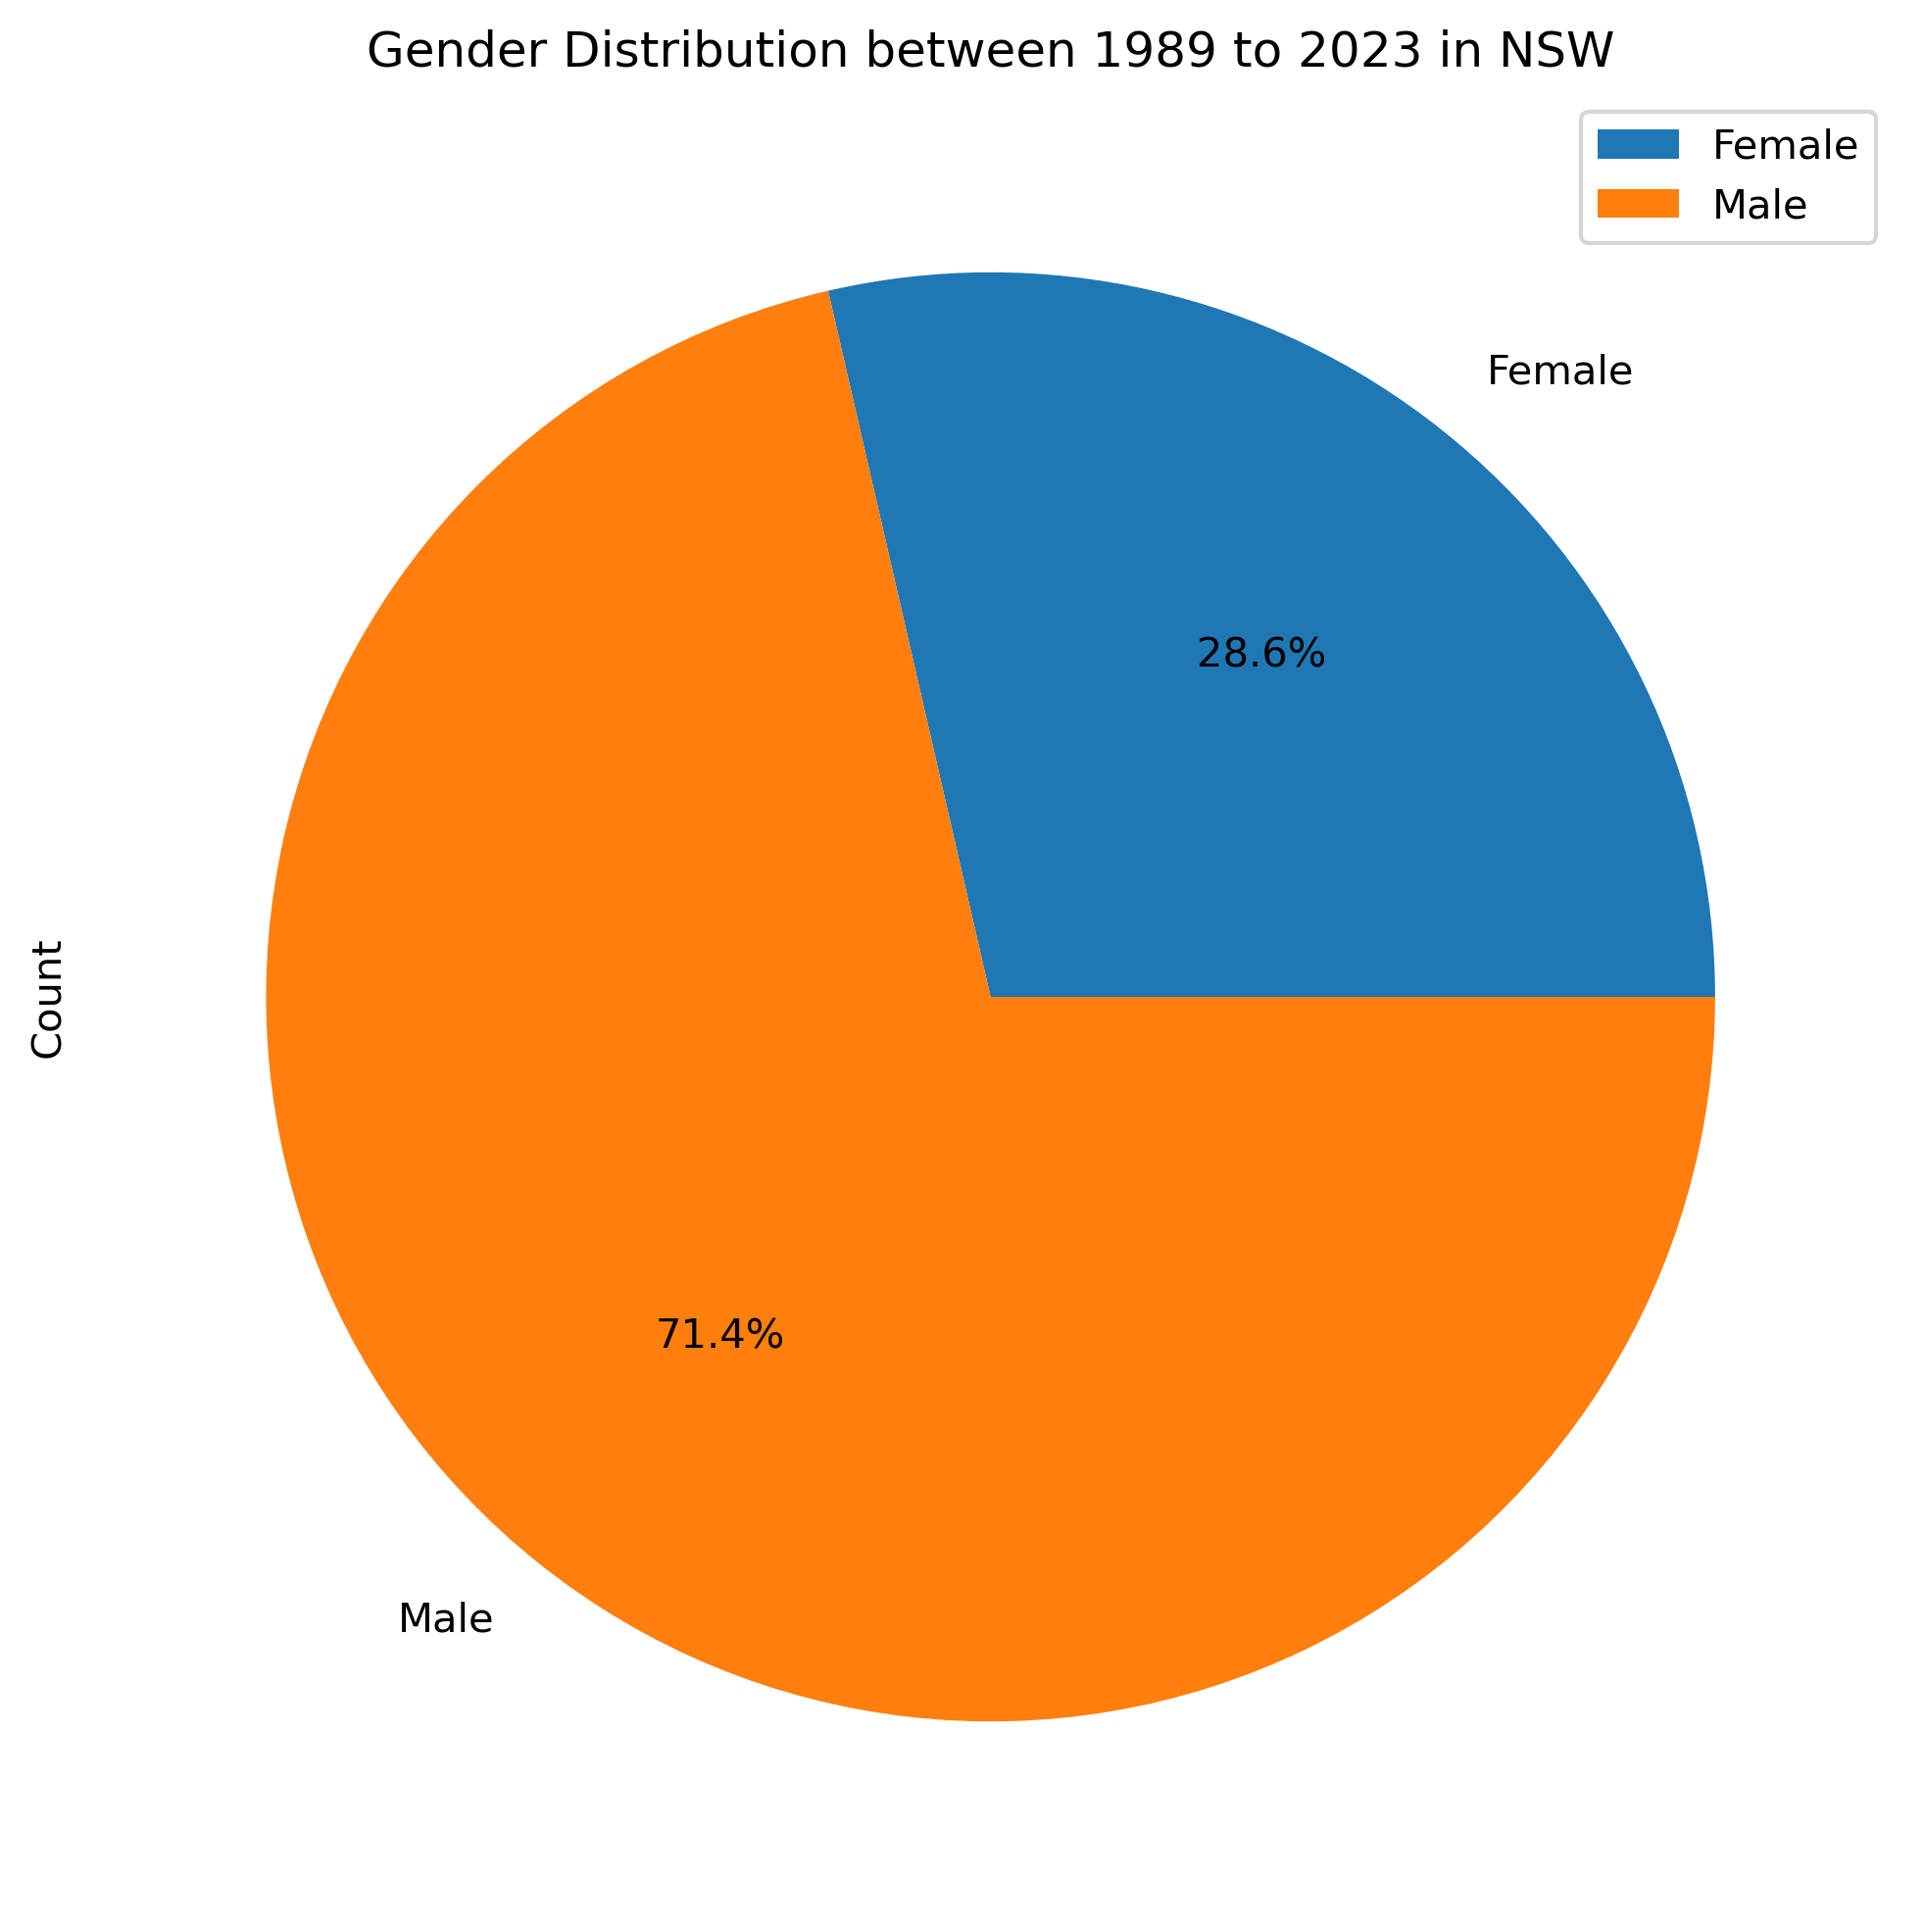 Gender Distribution between 1989 to 2023 in NSW
Female
Male
Female
28.6%
Count
71.4%
Male